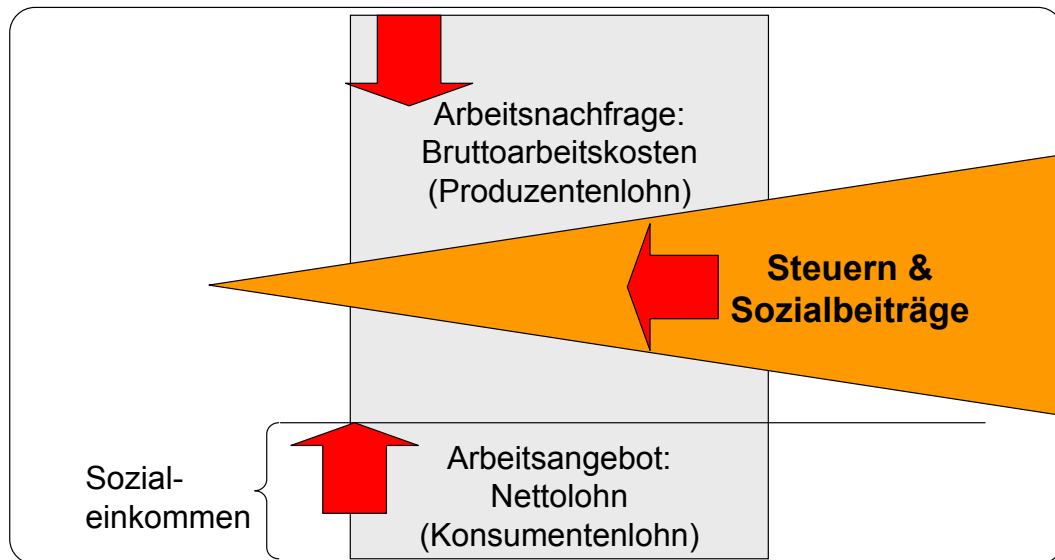 Arbeitsnachfrage:
Bruttoarbeitskosten
(Produzentenlohn)
Steuern &
Sozialbeiträge
Sozial-
einkommen
Arbeitsangebot:
Nettolohn
(Konsumentenlohn)